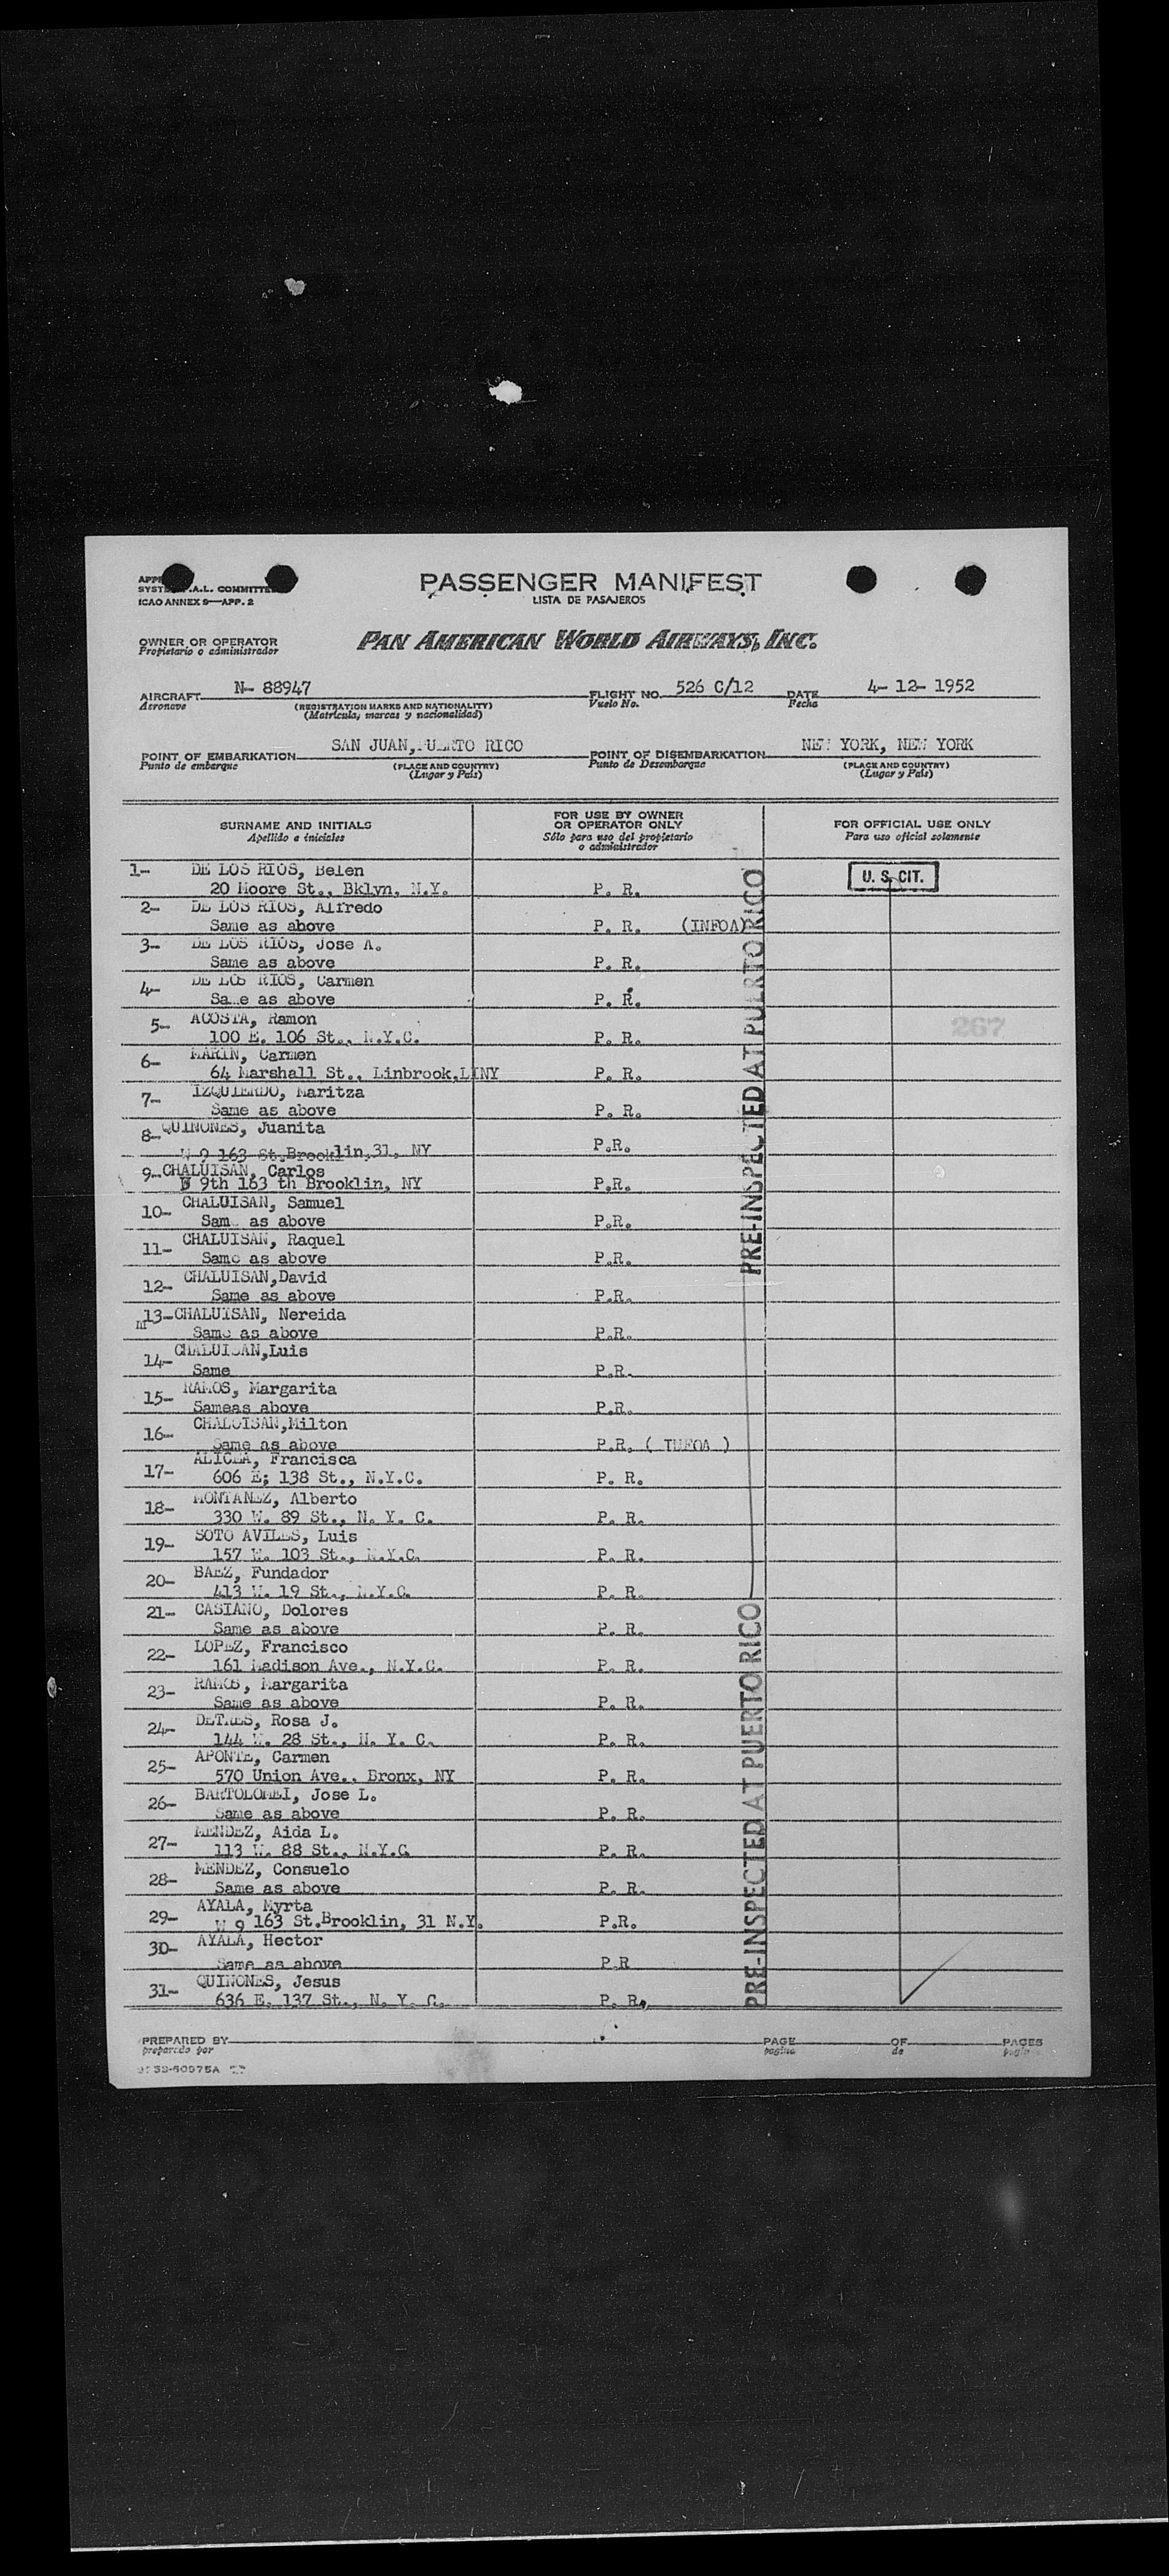 PASSENGER MANIFEST
LISTA DE PASAJEROS
.A.L. COMMITTE
ICAO ANNEX 9—APP. 2
OWNER OR OPERATOR
Propietario o administrador
PAN AMERICAN WORLD AIRWAYS, INC.
AIRCRAFT N- 88947 FLIGHT NO. 526 C/12 DATE 4- 12- 1952
Aeronave (REGISTRATION MARKS AND NATIONALITY) Vuelo No. Fecha
(Matrícula, marcas y nacionalidad)
POINT OF EMBARKATION SAN JUAN, PUERTO RICO POINT OF DISEMBARKATION NEW YORK, NEW YORK
Punto de embarque (PLACE AND COUNTRY) Punto de Desembarque (PLACE AND COUNTRY)
(Lugar y País) (Lugar y País)
SURNAME AND INITIALS
Apellido e iniciales
FOR USE BY OWNER
OR OPERATOR ONLY
Sólo para uso del propietario
o administrador
FOR OFFICIAL USE ONLY
Para uso oficial solamente
1- DE LOS RIOS, Belen
20 Moore St., Bklyn, N.Y. P. R. U. S. CIT.
2- DE LOS RIOS, Alfredo
Same as above P. R. (INFOA)
3- DE LOS RIOS, Jose A.
Same as above P. R.
4- DE LOS RIOS, Carmen
Same as above P. R.
5- ACOSTA, Ramon 267
100 E. 106 St., N.Y.C. P. R.
6- MARIN, Carmen
64 Marshall St., Linbrook,LINY P. R.
7- IZQUIERDO, Maritza
Same as above P. R.
8- QUINONES, Juanita
W 9 163 St.Brooklin,31, NY P.R.
9- CHALUISAN, Carlos
9th 163 th Brooklin, NY P.R.
10- CHALUISAN, Samuel
Same as above P.R.
11- CHALUISAN, Raquel
Same as above P.R.
12- CHALUISAN,David
Same as above P.R.
13- CHALUISAN, Nereida
Same as above P.R.
14- CHALUISAN,Luis
Same P.R.
15- RAMOS, Margarita
Sameas above P.R.
16- CHALUISAN,Milton
Same as above P.R. ( INFOA )
17- ALICEA, Francisca
606 E; 138 St., N.Y.C. P. R.
18- MONTANEZ, Alberto
330 W. 89 St., N. Y. C. P. R.
19- SOTO AVILES, Luis
157 W. 103 St., N.Y.C. P. R.
20- BAEZ, Fundador
413 W. 19 St., N.Y.C. P. R.
21- CASIANO, Dolores
Same as above P. R.
22- LOPEZ, Francisco
161 Madison Ave., N.Y.C. P. R.
23- RAMOS, Margarita
Same as above P. R.
24- DETRES, Rosa J.
144 W. 28 St., N. Y. C. P. R.
25- APONTE, Carmen
570 Union Ave., Bronx, NY P. R.
26- BARTOLOMEI, Jose L.
Same as above P. R.
27- MENDEZ, Aida L.
113 W. 88 St., N.Y.C P. R.
28- MENDEZ, Consuelo
Same as above P. R.
29- AYALA, Myrta
W 9 163 St.Brooklin, 31 N.Y. P.R.
30- AYALA, Hector
Same as above P.R
31- QUINONES, Jesus
636 E. 137 St., N. Y. C. P. R.
PRE-INSPECTED AT PUERTO RICO
PRE-INSPECTED AT PUERTO RICO
PREPARED BY PAGE OF PAGES
preparado por pagina de